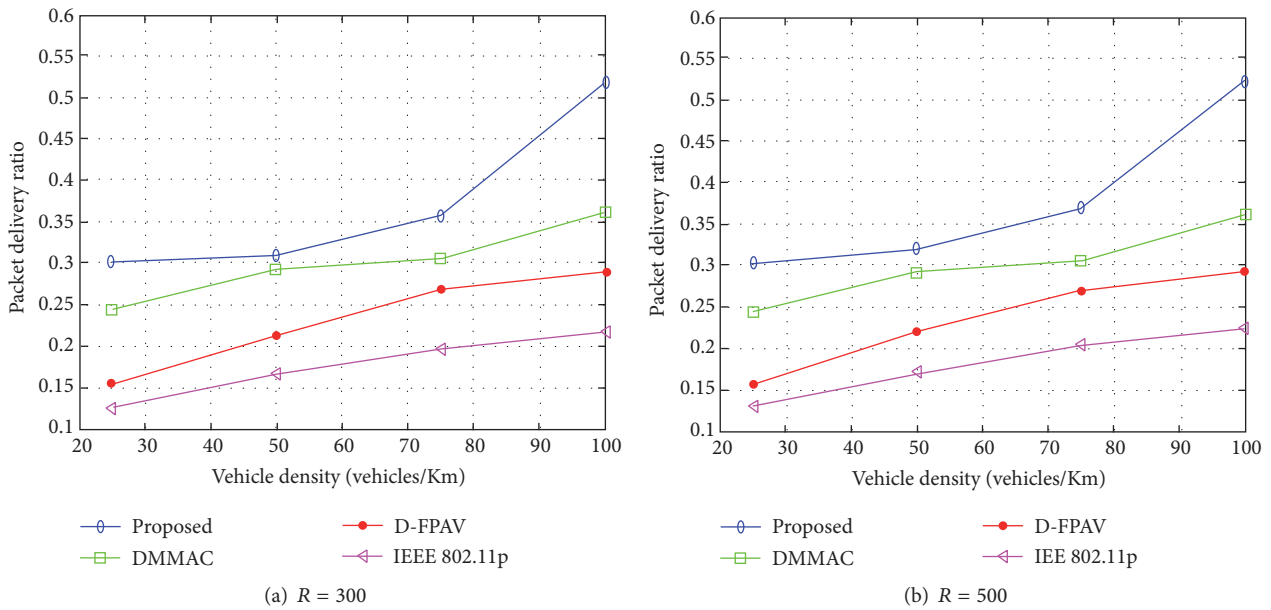 0.6
0.55
0.5
0.45
0.4
0.35
0.3
0.25
0.2
0.15
0.1
Packet delivery ratio
20 30 40 50 60 70 80 90 100
Vehicle density (vehicles/Km)
Proposed
DMMAC
D-FPAV
IEEE 802.11p
(a) R = 300
0.6
0.55
0.5
0.45
0.4
0.35
0.3
0.25
0.2
0.15
0.1
Packet delivery ratio
20 30 40 50 60 70 80 90 100
Vehicle density (vehicles/Km)
Proposed
DMMAC
D-FPAV
IEE 802.11p
(b) R = 500